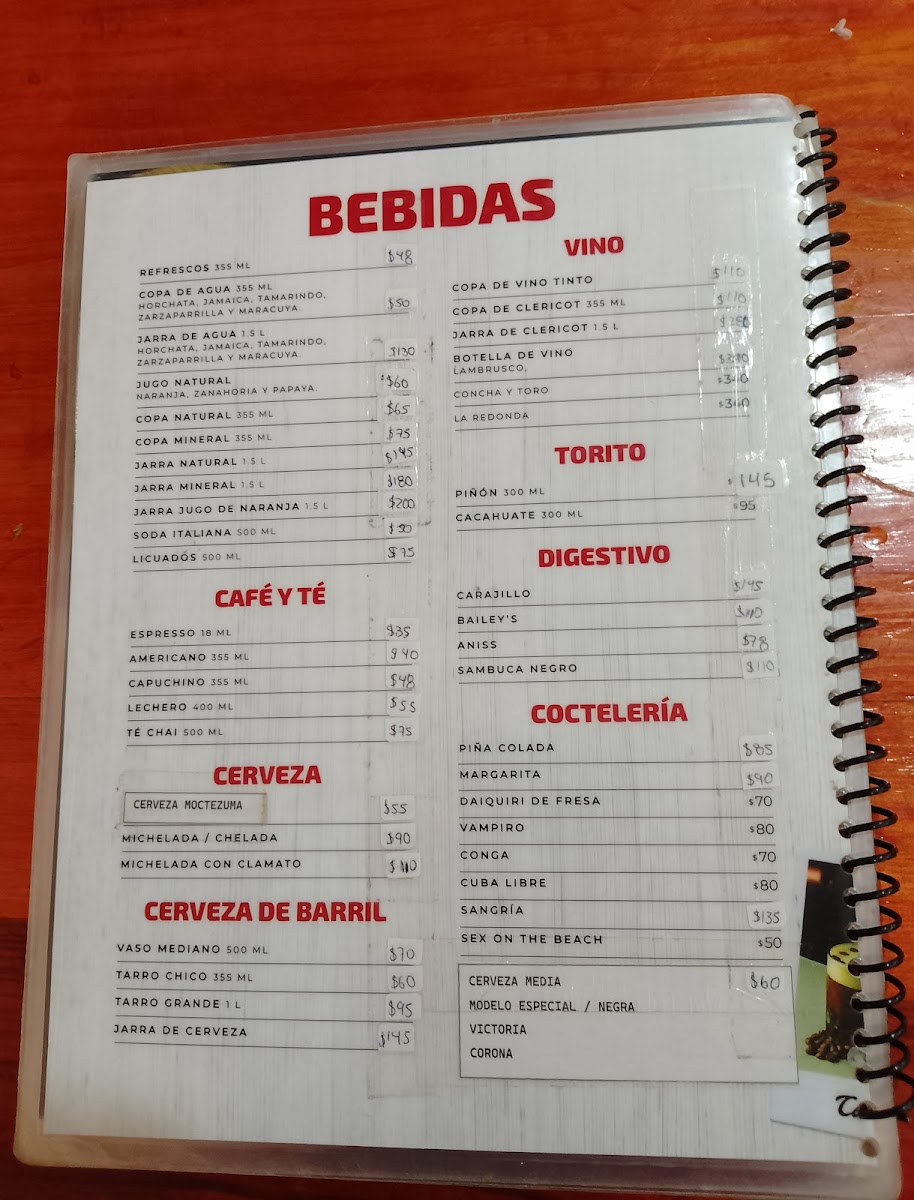 BEBIDAS
REFRESCOS 355 ML $48
COPA DE AGUA 355 ML
HORCHATA, JAMAICA, TAMARINDO,
ZARZAPARRILLA Y MARACUYA. $50
JARRA DE AGUA 1.5 L
HORCHATA, JAMAICA, TAMARINDO,
ZARZAPARRILLA Y MARACUYA. $130
JUGO NATURAL $60
NARANJA, ZANAHORIA Y PAPAYA.
COPA NATURAL 355 ML $65
COPA MINERAL 355 ML $75
JARRA NATURAL 1.5 L $145
JARRA MINERAL 1.5 L $180
JARRA JUGO DE NARANJA 1.5 L $200
SODA ITALIANA 500 ML $50
LICUADOS 500 ML $75
CAFÉ Y TÉ
ESPRESSO 18 ML $35
AMERICANO 355 ML $40
CAPUCHINO 355 ML $48
LECHERO 400 ML $55
TÉ CHAI 500 ML $75
CERVEZA
CERVEZA MOCTEZUMA $55
MICHELADA / CHELADA $90
MICHELADA CON CLAMATO $110
CERVEZA DE BARRIL
VASO MEDIANO 500 ML $70
TARRO CHICO 355 ML $60
TARRO GRANDE 1 L $95
JARRA DE CERVEZA $145
VINO
COPA DE VINO TINTO $110
COPA DE CLERICOT 355 ML $110
JARRA DE CLERICOT 1.5 L
BOTELLA DE VINO
LAMBRUSCO,
CONCHA Y TORO $340
LA REDONDA $340
TORITO
PIÑÓN 300 ML $145
CACAHUATE 300 ML $95
DIGESTIVO
CARAJILLO $145
BAILEY'S $110
ANISS $78
SAMBUCA NEGRO $110
COCTELERÍA
PIÑA COLADA $85
MARGARITA $90
DAIQUIRI DE FRESA $70
VAMPIRO $80
CONGA $70
CUBA LIBRE $80
SANGRÍA $135
SEX ON THE BEACH $50
CERVEZA MEDIA $60
MODELO ESPECIAL / NEGRA
VICTORIA
CORONA